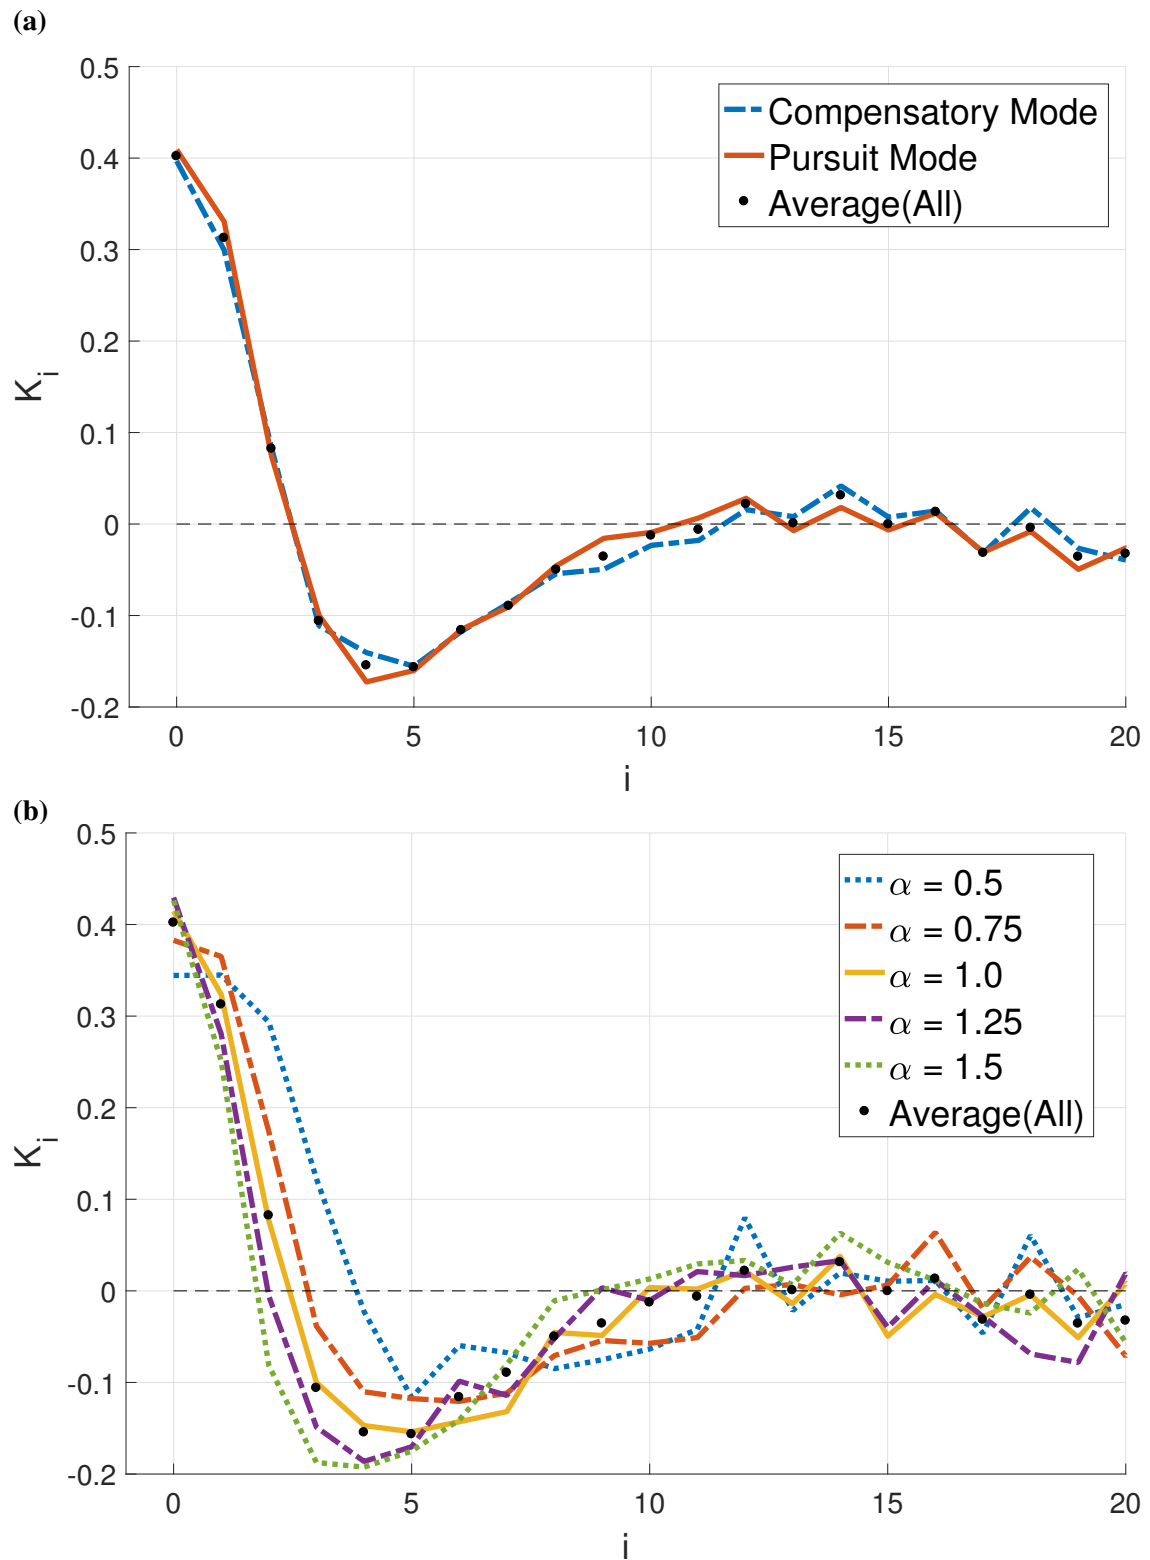 (a)
0.5
0.4
0.3
0.2
0.1
0
-0.1
-0.2
K_i
Compensatory Mode
Pursuit Mode
Average(All)
0 5 10 15 20
i
(b)
0.5
0.4
0.3
0.2
0.1
0
-0.1
-0.2
K_i
α = 0.5
α = 0.75
α = 1.0
α = 1.25
α = 1.5
Average(All)
0 5 10 15 20
i